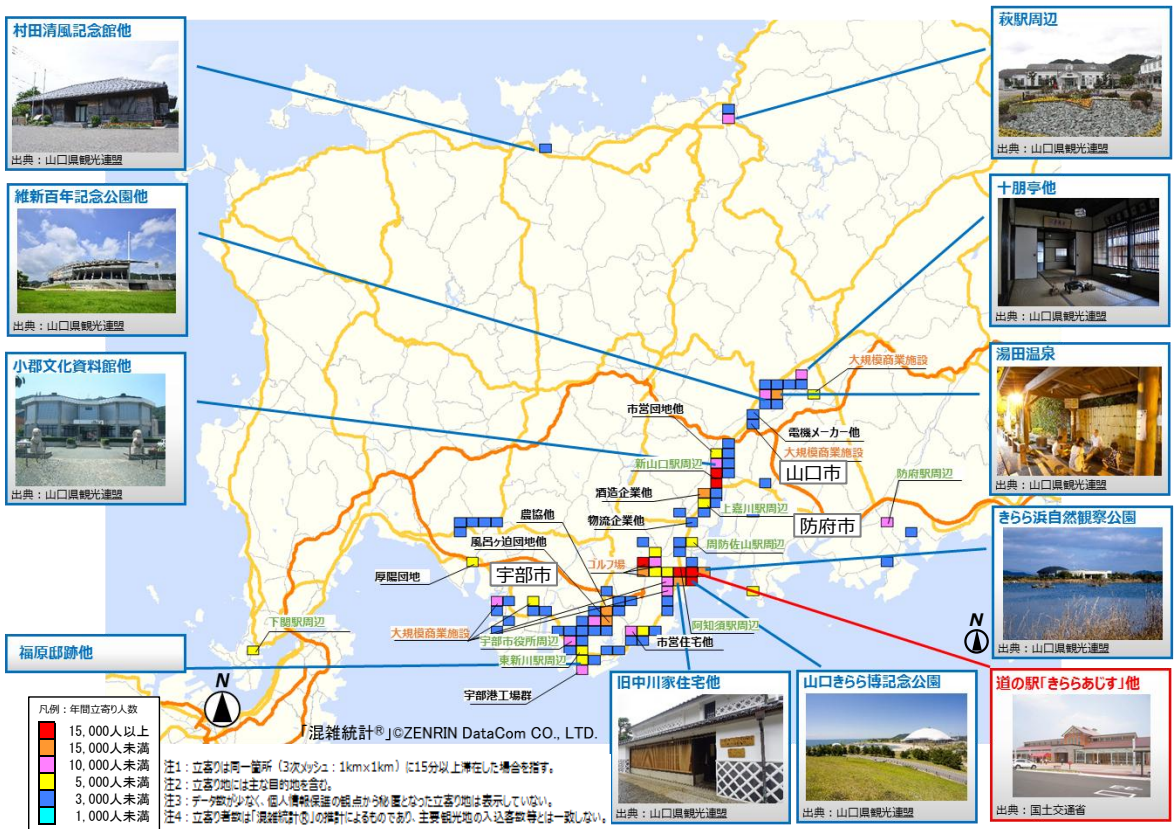 村田清風記念館他
出典：山口県観光連盟
維新百年記念公園他
出典：山口県観光連盟
小郡文化資料館他
出典：山口県観光連盟
福原邸跡他
萩駅周辺
出典：山口県観光連盟
十朋亭他
出典：山口県観光連盟
湯田温泉
出典：山口県観光連盟
きらら浜自然観察公園
出典：山口県観光連盟
道の駅「きららあじす」他
出典：国土交通省
旧中川家住宅他
出典：山口県観光連盟
山口きらら博記念公園
出典：山口県観光連盟
大規模商業施設
市営団地他
電機メーカー他
大規模商業施設
新山口駅周辺
山口市
防府駅周辺
酒造企業他
上嘉川駅周辺
農協他
物流企業他
防府市
風呂ヶ迫団地他
周防佐山駅周辺
ゴルフ場
厚陽団地
宇部市
下関駅周辺
大規模商業施設
宇部市役所周辺
阿知須駅周辺
市営住宅他
東新川駅周辺
宇部港工場群
N
N
凡例：年間立寄り人数
15,000人以上
15,000人未満
10,000人未満
5,000人未満
3,000人未満
1,000人未満
「混雑統計®」©ZENRIN DataCom CO., LTD.
注1：立寄りは同一箇所（3次メッシュ：1km×1km）に15分以上滞在した場合を指す。
注2：立寄り地には主な目的地を含む。
注3：データ数が少なく、個人情報保護の観点から秘匿となった立寄り地は表示していない。
注4：立寄り者数は「混雑統計®」の推計によるものであり、主要観光地の入込客数等とは一致しない。